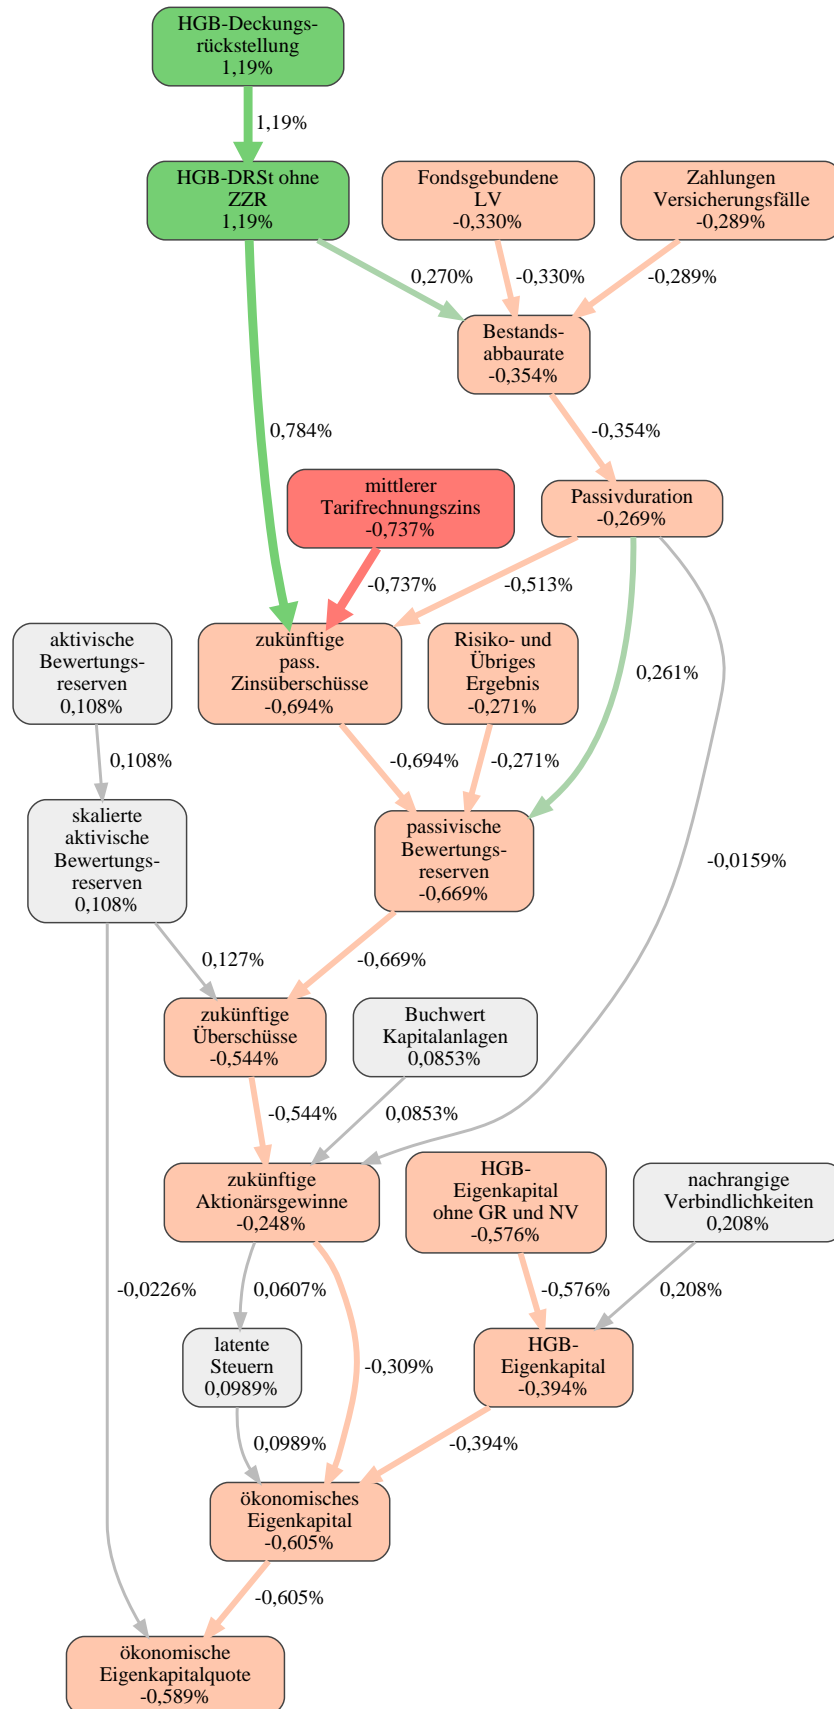 HGB-Deckungs-
rückstellung
1,19%
1,19%
HGB-DRSt ohne
ZZR
1,19%
Fondsgebundene
LV
-0,330%
Zahlungen
Versicherungsfälle
-0,289%
0,270%
-0,330%
-0,289%
Bestands-
abbaurate
-0,354%
0,784%
-0,354%
mittlerer
Tarifrechnungszins
-0,737%
Passivduration
-0,269%
-0,737%
-0,513%
aktivische
Bewertungs-
reserven
0,108%
zukünftige
pass.
Zinsüberschüsse
-0,694%
Risiko- und
Übriges
Ergebnis
-0,271%
0,261%
0,108%
-0,694%
-0,271%
skalierte
aktivische
Bewertungs-
reserven
0,108%
passivische
Bewertungs-
reserven
-0,669%
-0,0159%
0,127%
-0,669%
zukünftige
Überschüsse
-0,544%
Buchwert
Kapitalanlagen
0,0853%
-0,544%
0,0853%
zukünftige
Aktionärsgewinne
-0,248%
HGB-
Eigenkapital
ohne GR und NV
-0,576%
nachrangige
Verbindlichkeiten
0,208%
-0,0226%
0,0607%
-0,576%
0,208%
latente
Steuern
0,0989%
-0,309%
HGB-
Eigenkapital
-0,394%
0,0989%
-0,394%
ökonomisches
Eigenkapital
-0,605%
-0,605%
ökonomische
Eigenkapitalquote
-0,589%